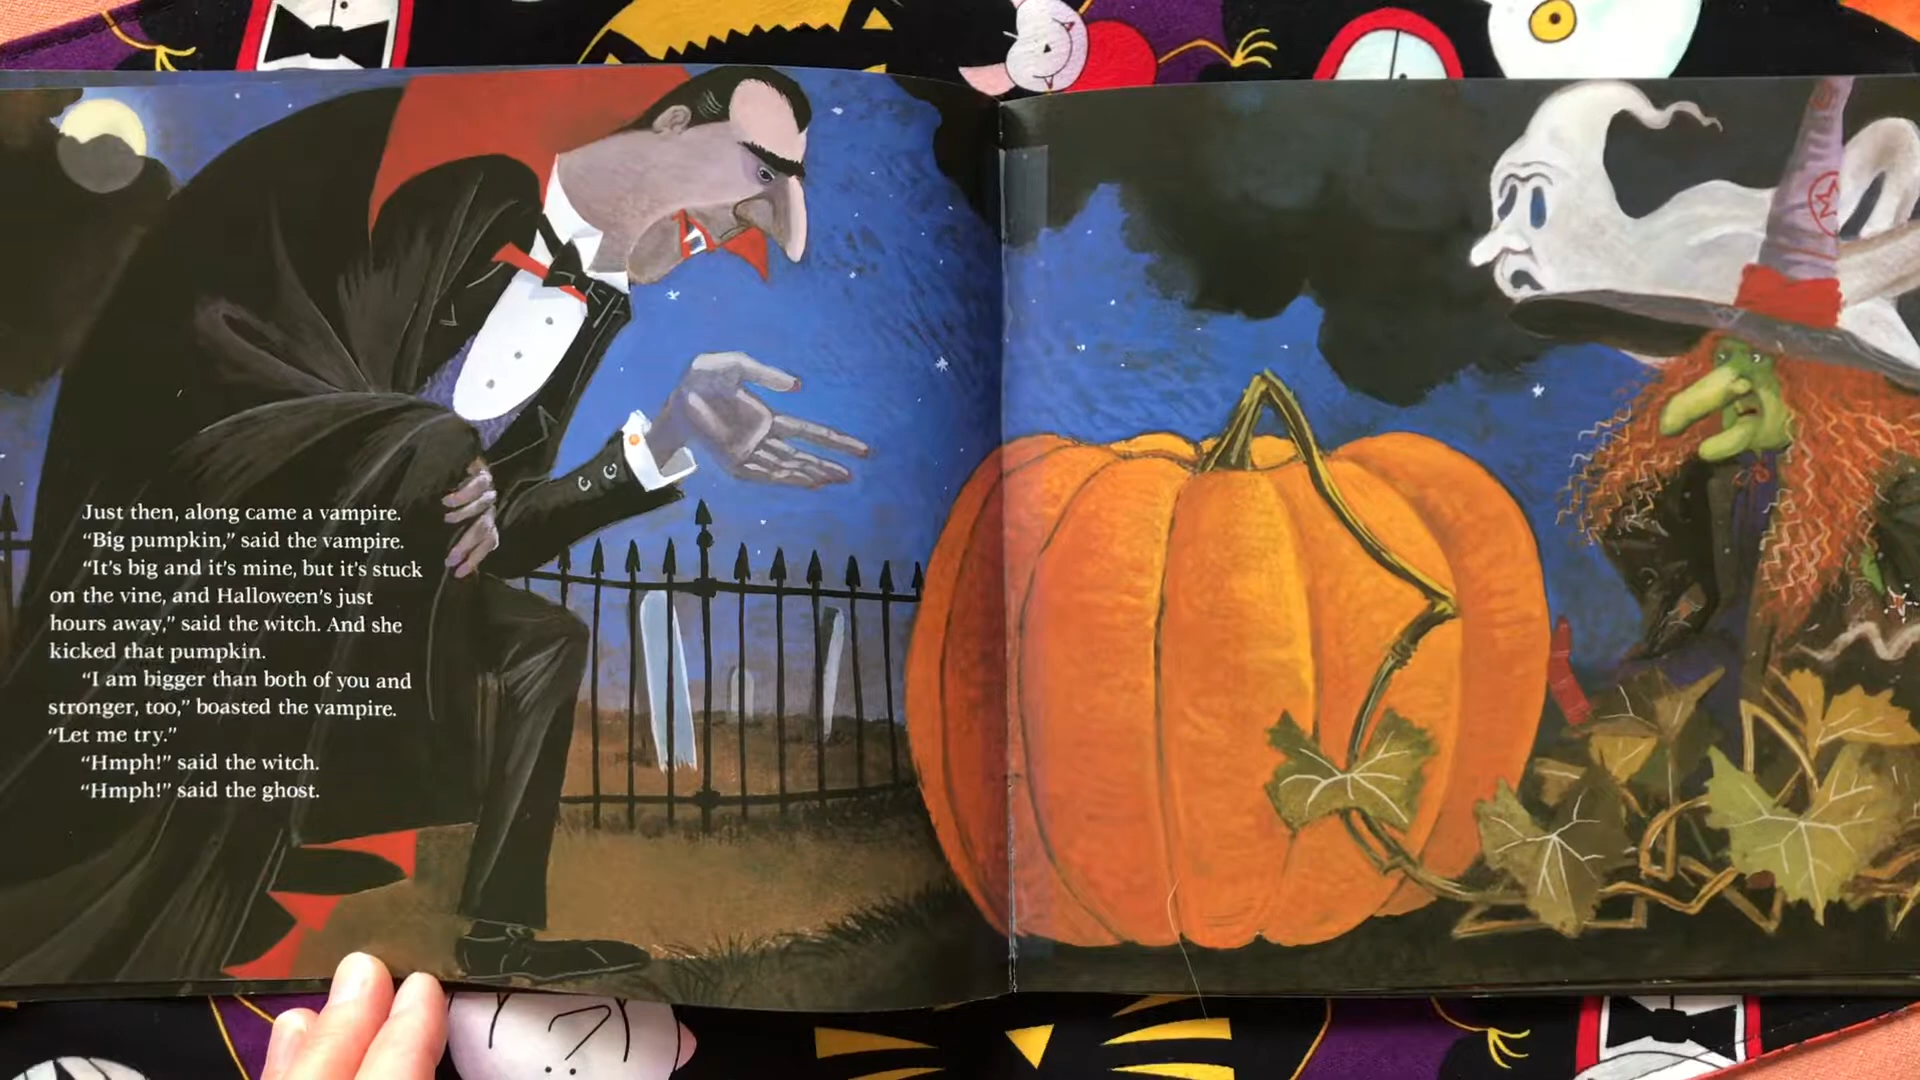 Just then, along came a vampire.
“Big pumpkin,” said the vampire.
“It's big and it's mine, but it's stuck
on the vine, and Halloween's just
hours away,” said the witch. And she
kicked that pumpkin.
“I am bigger than both of you and
stronger, too,” boasted the vampire.
“Let me try.”
“Hmph!” said the witch.
“Hmph!” said the ghost.